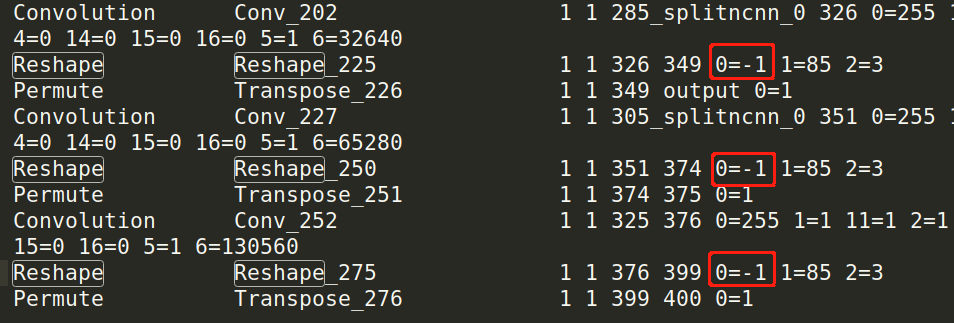 Convolution Conv_202 1 1 285_splitncnn_0 326 0=255 1
4=0 14=0 15=0 16=0 5=1 6=32640
Reshape Reshape_225 1 1 326 349 0=-1 1=85 2=3
Permute Transpose_226 1 1 349 output 0=1
Convolution Conv_227 1 1 305_splitncnn_0 351 0=255 1
4=0 14=0 15=0 16=0 5=1 6=65280
Reshape Reshape_250 1 1 351 374 0=-1 1=85 2=3
Permute Transpose_251 1 1 374 375 0=1
Convolution Conv_252 1 1 325 376 0=255 1=1 11=1 2=1
15=0 16=0 5=1 6=130560
Reshape Reshape_275 1 1 376 399 0=-1 1=85 2=3
Permute Transpose_276 1 1 399 400 0=1